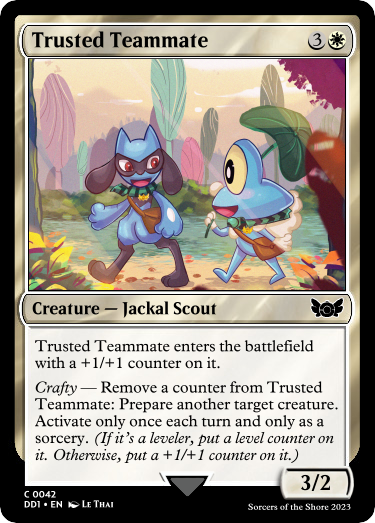 Trusted Teammate 3
Creature — Jackal Scout
Trusted Teammate enters the battlefield
with a +1/+1 counter on it.
Crafty — Remove a counter from Trusted
Teammate: Prepare another target creature.
Activate only once each turn and only as a
sorcery. (If it's a leveler, put a level counter on
it. Otherwise, put a +1/+1 counter on it.)
3/2
C 0042
DD1 • EN Le Thai
Sorcers of the Shore 2023